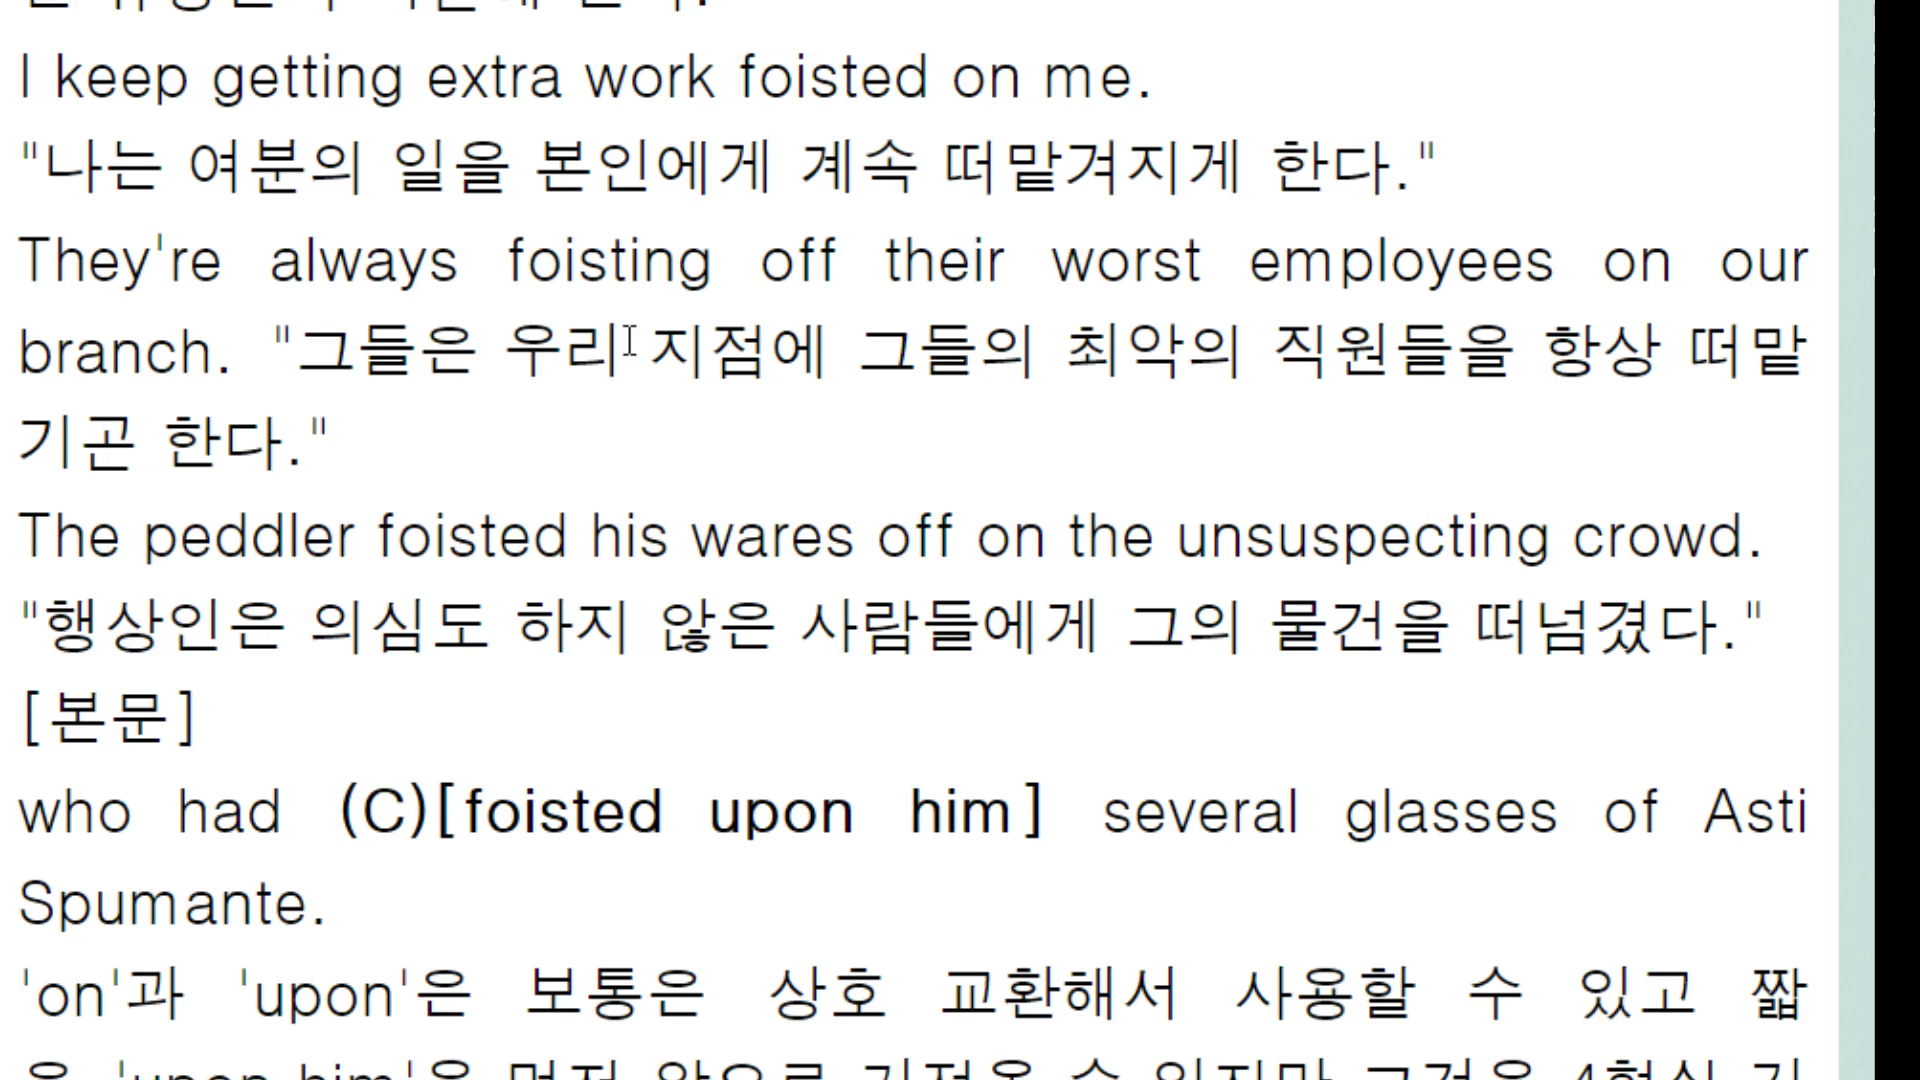 I keep getting extra work foisted on me.
"나는 여분의 일을 본인에게 계속 떠맡겨지게 한다."
They're always foisting off their worst employees on our
branch. "그들은 우리 지점에 그들의 최악의 직원들을 항상 떠맡
기곤 한다."
The peddler foisted his wares off on the unsuspecting crowd.
"행상인은 의심도 하지 않은 사람들에게 그의 물건을 떠넘겼다."
[본문]
who had (C)[foisted upon him] several glasses of Asti
Spumante.
'on'과 'upon'은 보통은 상호 교환해서 사용할 수 있고 짧